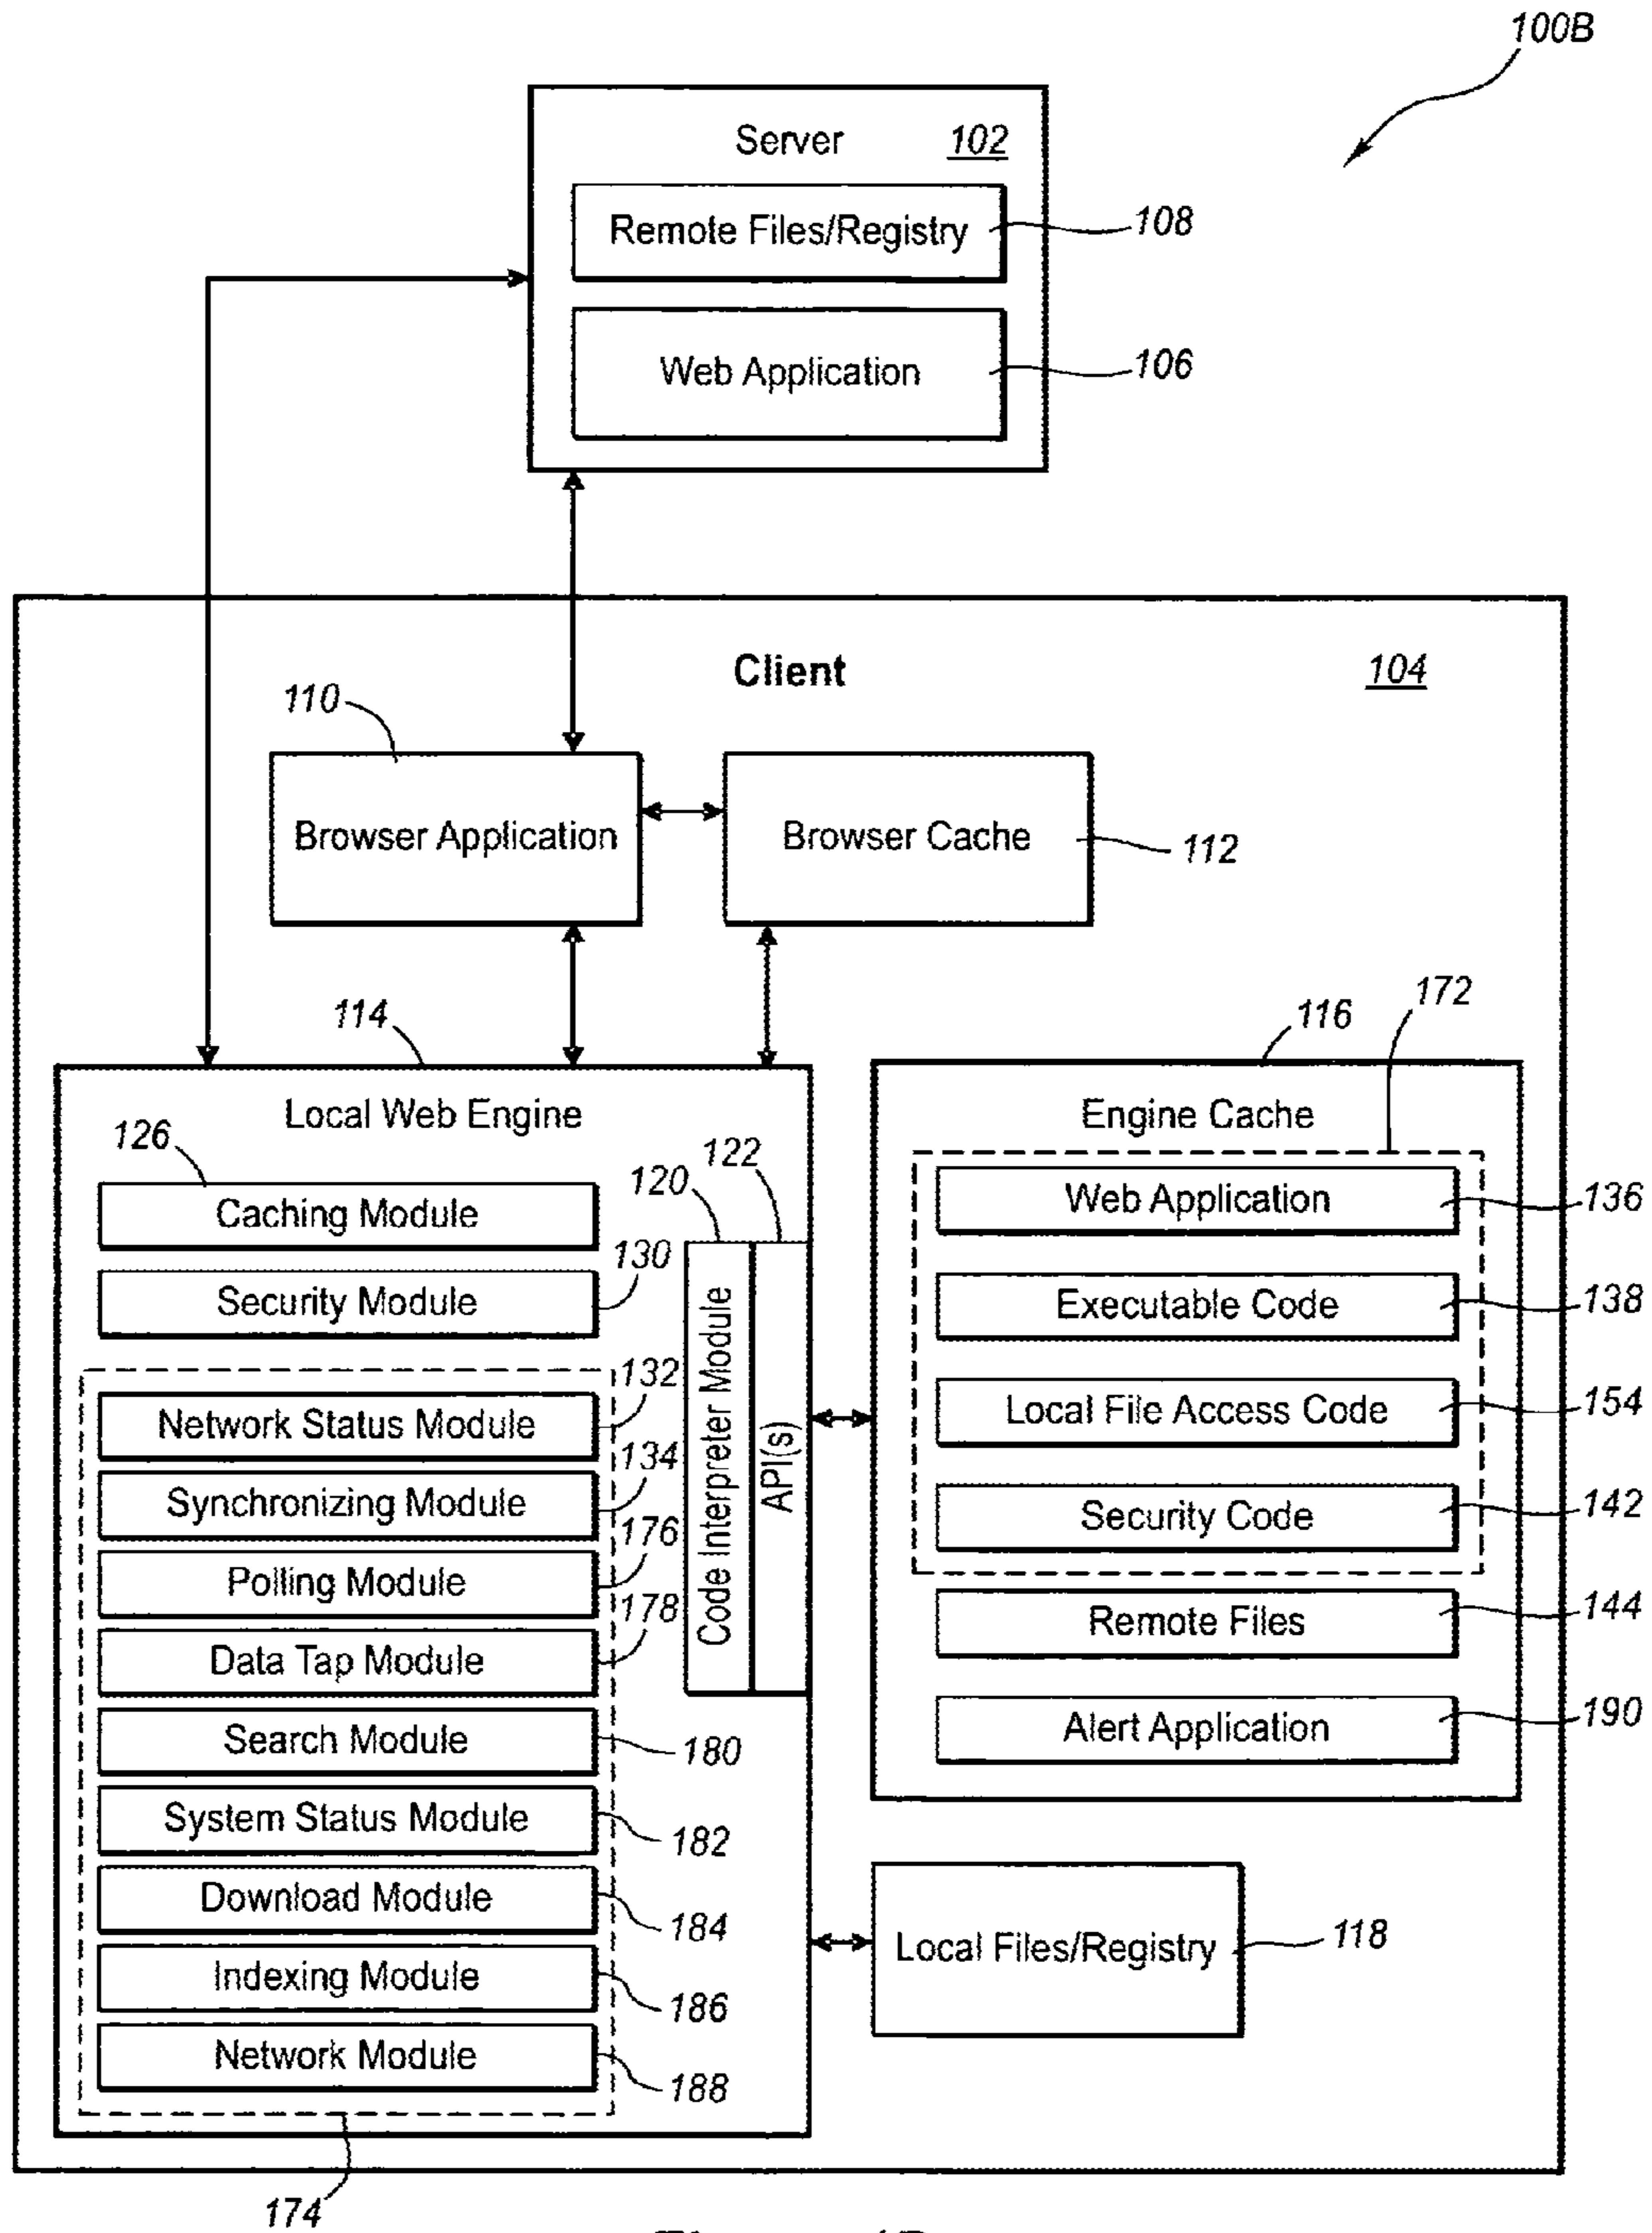 100B
Server 102
Remote Files/Registry 108
Web Application 106
Client 104
110
Browser Application
Browser Cache 112
114
Local Web Engine
126
Caching Module
Security Module 130
Network Status Module 132
Synchronizing Module 134
Polling Module 176
Data Tap Module 178
Search Module 180
System Status Module 182
Download Module 184
Indexing Module 186
Network Module 188
174
120
Code Interpreter Module
122
API(s)
116
172
Engine Cache
Web Application 136
Executable Code 138
Local File Access Code 154
Security Code 142
Remote Files 144
Alert Application 190
Local Files/Registry 118